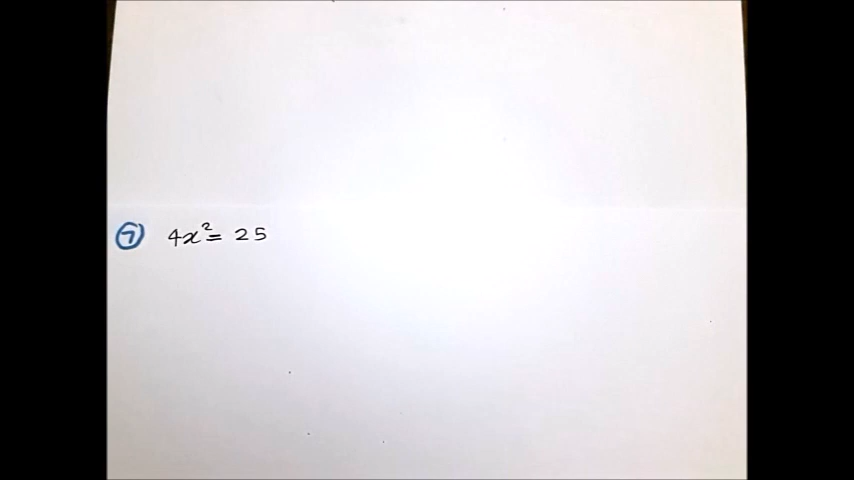 ⑦ 4x² = 25